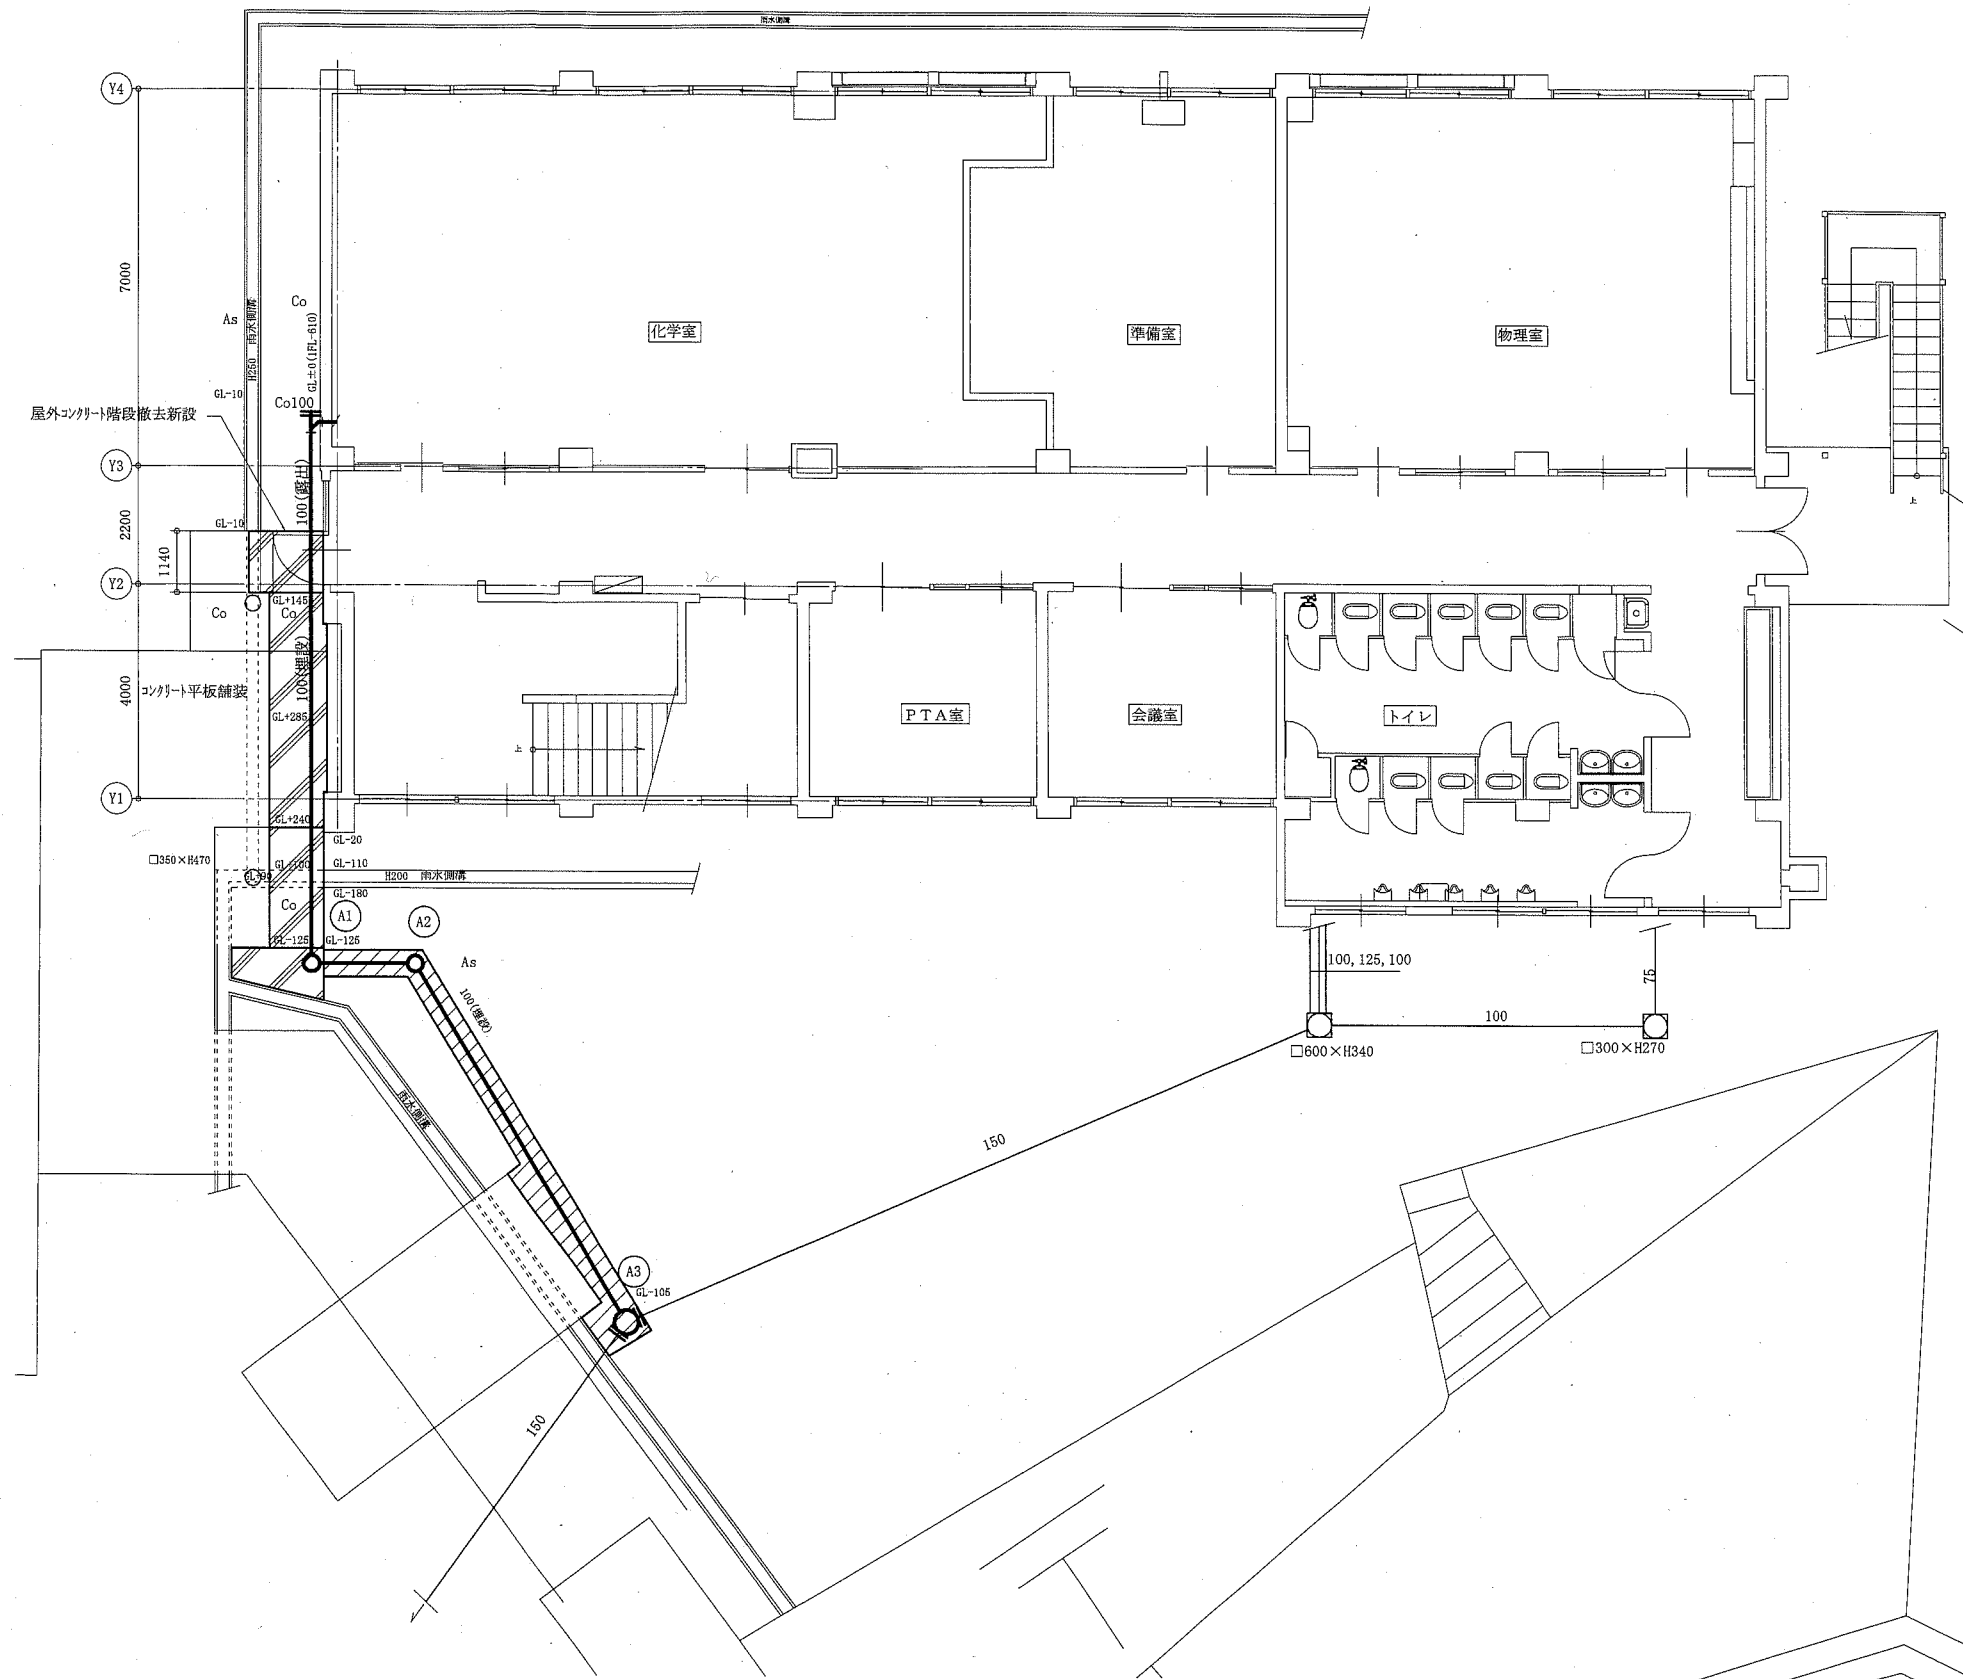 雨水側溝
Y4
7000
As
H250 雨水側溝
Co
GL±0(1FL-610)
化学室
準備室
物理室
GL-10
Co100
屋外コンクリート階段撤去新設
Y3
100(露出)
2200
GL-10
上
1140
Y2
GL+145
Co
Co
100(埋設)
4000
コンクリート平板舗装
GL+285
上
PTA室
会議室
トイレ
Y1
GL+240
GL-20
□350×H470
GL+100
GL-110
GL+90
H200 雨水側溝
GL-180
Co
A1
A2
GL-125
GL-125
As
100(埋設)
100,125,100
75
100
□600×H340
□300×H270
雨水側溝
150
A3
GL-105
150